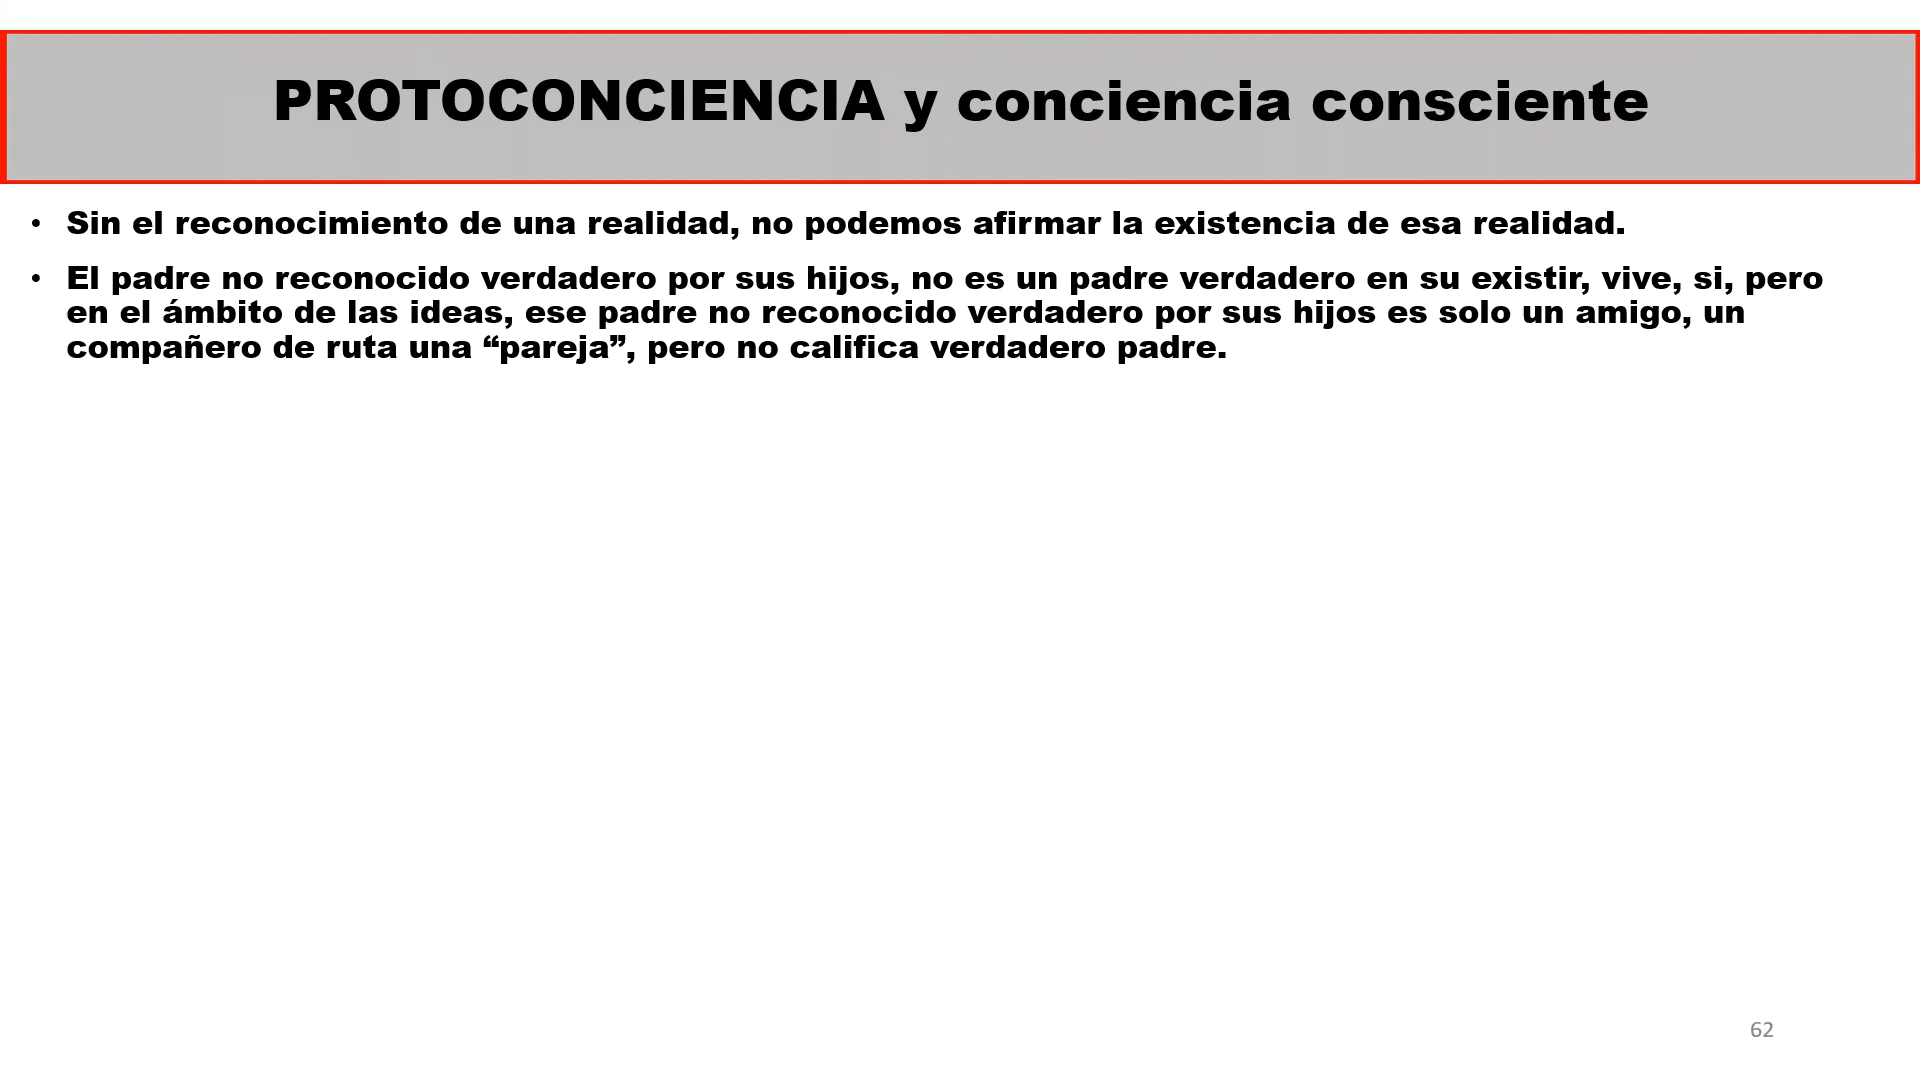 PROTOCONCIENCIA y conciencia consciente
• Sin el reconocimiento de una realidad, no podemos afirmar la existencia de esa realidad.
• El padre no reconocido verdadero por sus hijos, no es un padre verdadero en su existir, vive, si, pero
en el ámbito de las ideas, ese padre no reconocido verdadero por sus hijos es solo un amigo, un
compañero de ruta una “pareja”, pero no califica verdadero padre.
62